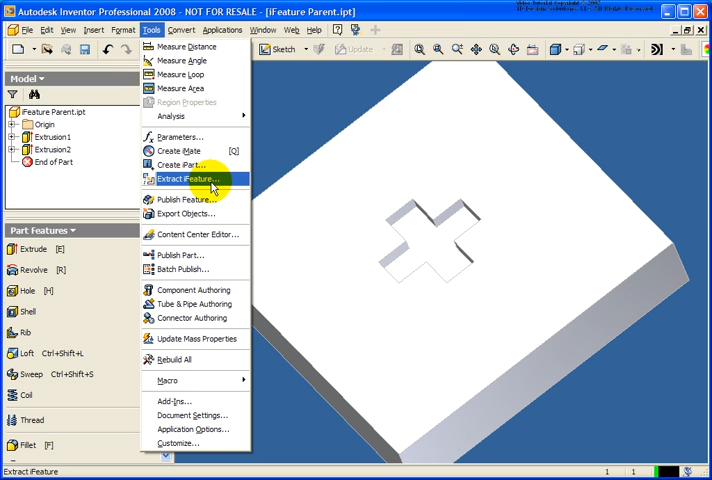 Autodesk Inventor Professional 2008 - NOT FOR RESALE - [iFeature Parent.ipt]
File Edit View Insert Format Tools Convert Applications Window Web Help
Sketch Update
Model
iFeature Parent.ipt
Origin
Extrusion1
Extrusion2
End of Part
Part Features
Extrude [E]
Revolve [R]
Hole [H]
Shell
Rib
Loft Ctrl+Shift+L
Sweep Ctrl+Shift+S
Coil
Thread
Fillet [F]
Measure Distance
Measure Angle
Measure Loop
Measure Area
Region Properties
Analysis
Parameters...
Create iMate [Q]
Create iPart...
Extract iFeature...
Publish Feature...
Export Objects...
Content Center Editor...
Publish Part...
Batch Publish...
Component Authoring
Tube & Pipe Authoring
Connector Authoring
Update Mass Properties
Rebuild All
Macro
Add-Ins...
Document Settings...
Application Options...
Customize...
Extract iFeature
1 1